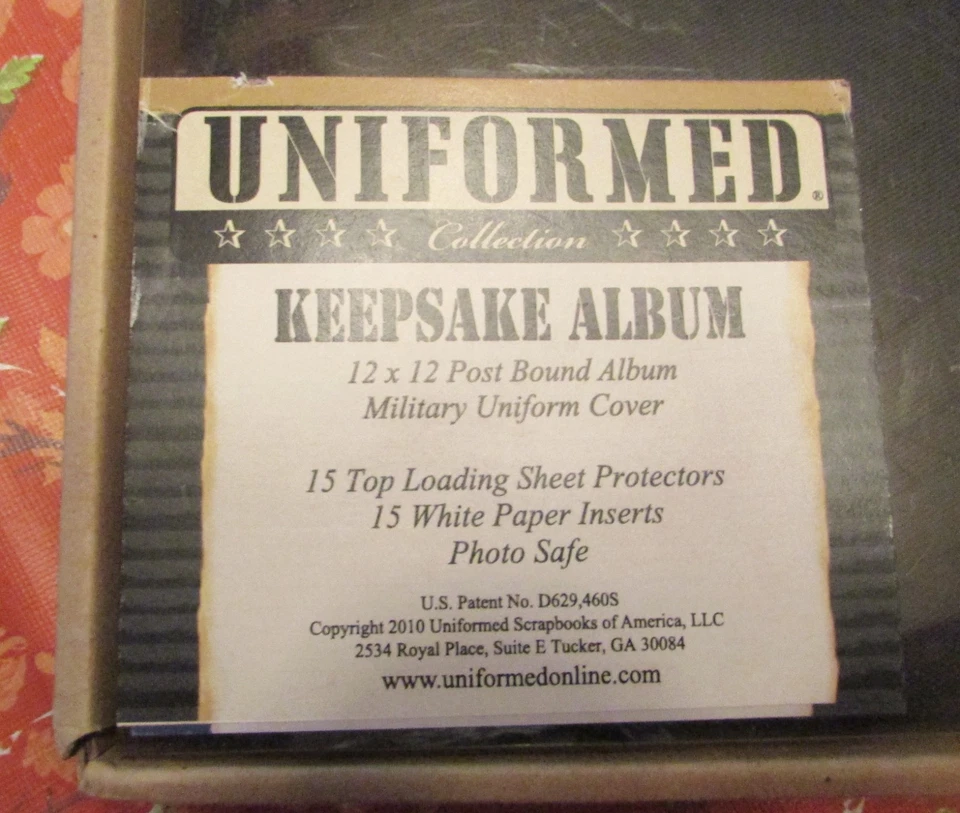 UNIFORMED®
Collection
KEEPSAKE ALBUM
12 x 12 Post Bound Album
Military Uniform Cover
15 Top Loading Sheet Protectors
15 White Paper Inserts
Photo Safe
U.S. Patent No. D629,460S
Copyright 2010 Uniformed Scrapbooks of America, LLC
2534 Royal Place, Suite E Tucker, GA 30084
www.uniformedonline.com